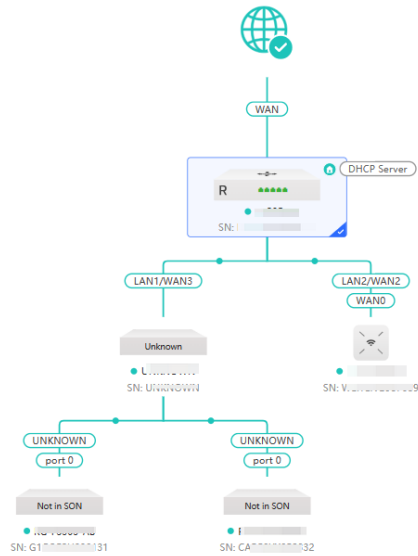 WAN
DHCP Server
R
SN:
LAN1/WAN3
LAN2/WAN2
WAN0
Unknown
SN: UNKNOWN
SN:
UNKNOWN
UNKNOWN
port 0
port 0
Not in SON
Not in SON
SN:
SN: